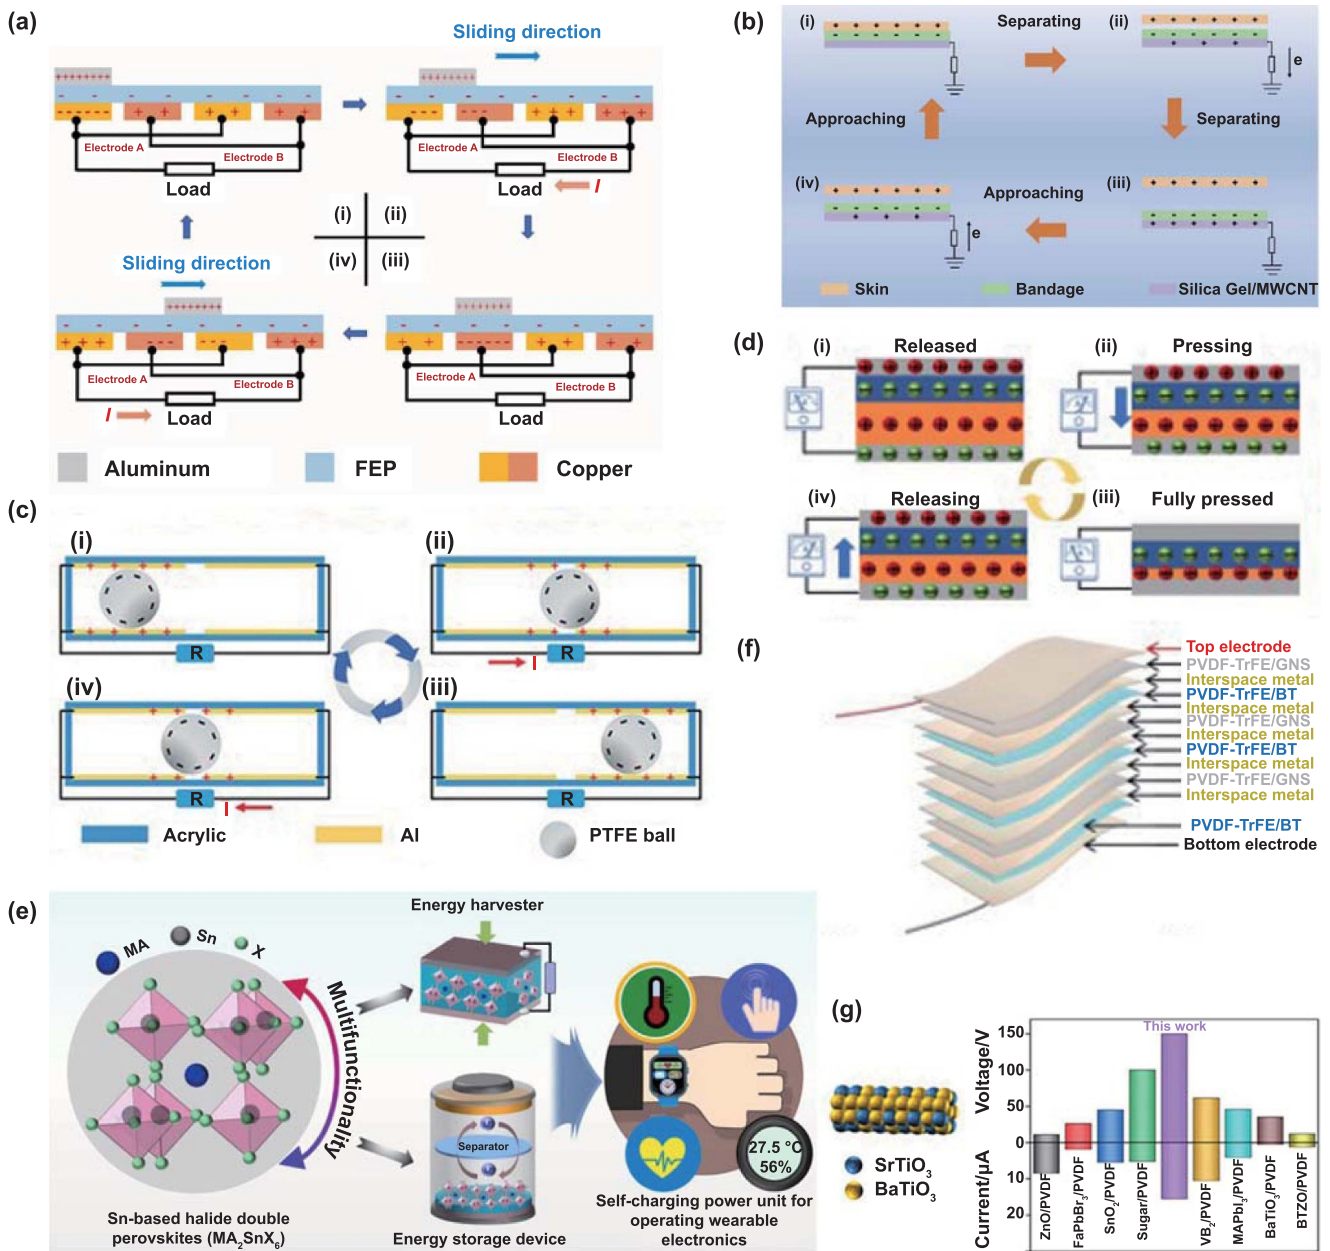 (a)
Sliding direction
Electrode A
Electrode B
Load
Electrode A
Electrode B
Load
I
(i)
(ii)
(iv)
(iii)
Sliding direction
Electrode A
Electrode B
I
Load
Electrode A
Electrode B
Load
Aluminum
FEP
Copper
(b)
(i)
Separating
(ii)
e
Approaching
Separating
(iv)
Approaching
(iii)
e
Skin
Bandage
Silica Gel/MWCNT
(c)
(i)
R
(ii)
R
I
(iv)
R
I
(iii)
R
Acrylic
Al
PTFE ball
(d)
(i)
Released
(ii)
Pressing
(iv)
Releasing
(iii)
Fully pressed
(f)
Top electrode
PVDF-TrFE/GNS
Interspace metal
PVDF-TrFE/BT
Interspace metal
PVDF-TrFE/GNS
Interspace metal
PVDF-TrFE/BT
Interspace metal
PVDF-TrFE/GNS
Interspace metal
PVDF-TrFE/BT
Bottom electrode
(e)
MA
Sn
X
Multifunctionality
Energy harvester
Separator
27.5 °C
56%
Sn-based halide double
perovskites (MA₂SnX₆)
Energy storage device
Self-charging power unit for
operating wearable
electronics
(g)
SrTiO₃
BaTiO₃
This work
Voltage/V
Current/µA
150
100
50
0
10
20
ZnO/PVDF
FaPbBr₃/PVDF
SnO₂/PVDF
Sugar/PVDF
VB₂/PVDF
MAPbI₃/PVDF
BaTiO₃/PVDF
BTZO/PVDF